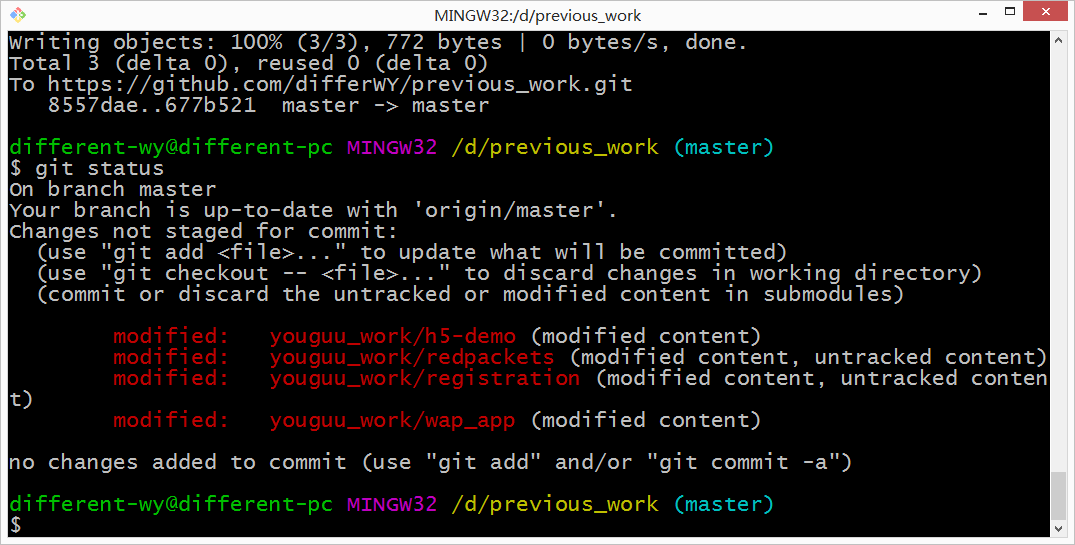 MINGW32:/d/previous_work
Writing objects: 100% (3/3), 772 bytes | 0 bytes/s, done.
Total 3 (delta 0), reused 0 (delta 0)
To https://github.com/differWY/previous_work.git
   8557dae..677b521  master -> master
different-wy@different-pc MINGW32 /d/previous_work (master)
$ git status
On branch master
Your branch is up-to-date with 'origin/master'.
Changes not staged for commit:
  (use "git add <file>..." to update what will be committed)
  (use "git checkout -- <file>..." to discard changes in working directory)
  (commit or discard the untracked or modified content in submodules)
        modified:   youguu_work/h5-demo (modified content)
        modified:   youguu_work/redpackets (modified content, untracked content)
        modified:   youguu_work/registration (modified content, untracked conten
t)
        modified:   youguu_work/wap_app (modified content)
no changes added to commit (use "git add" and/or "git commit -a")
different-wy@different-pc MINGW32 /d/previous_work (master)
$